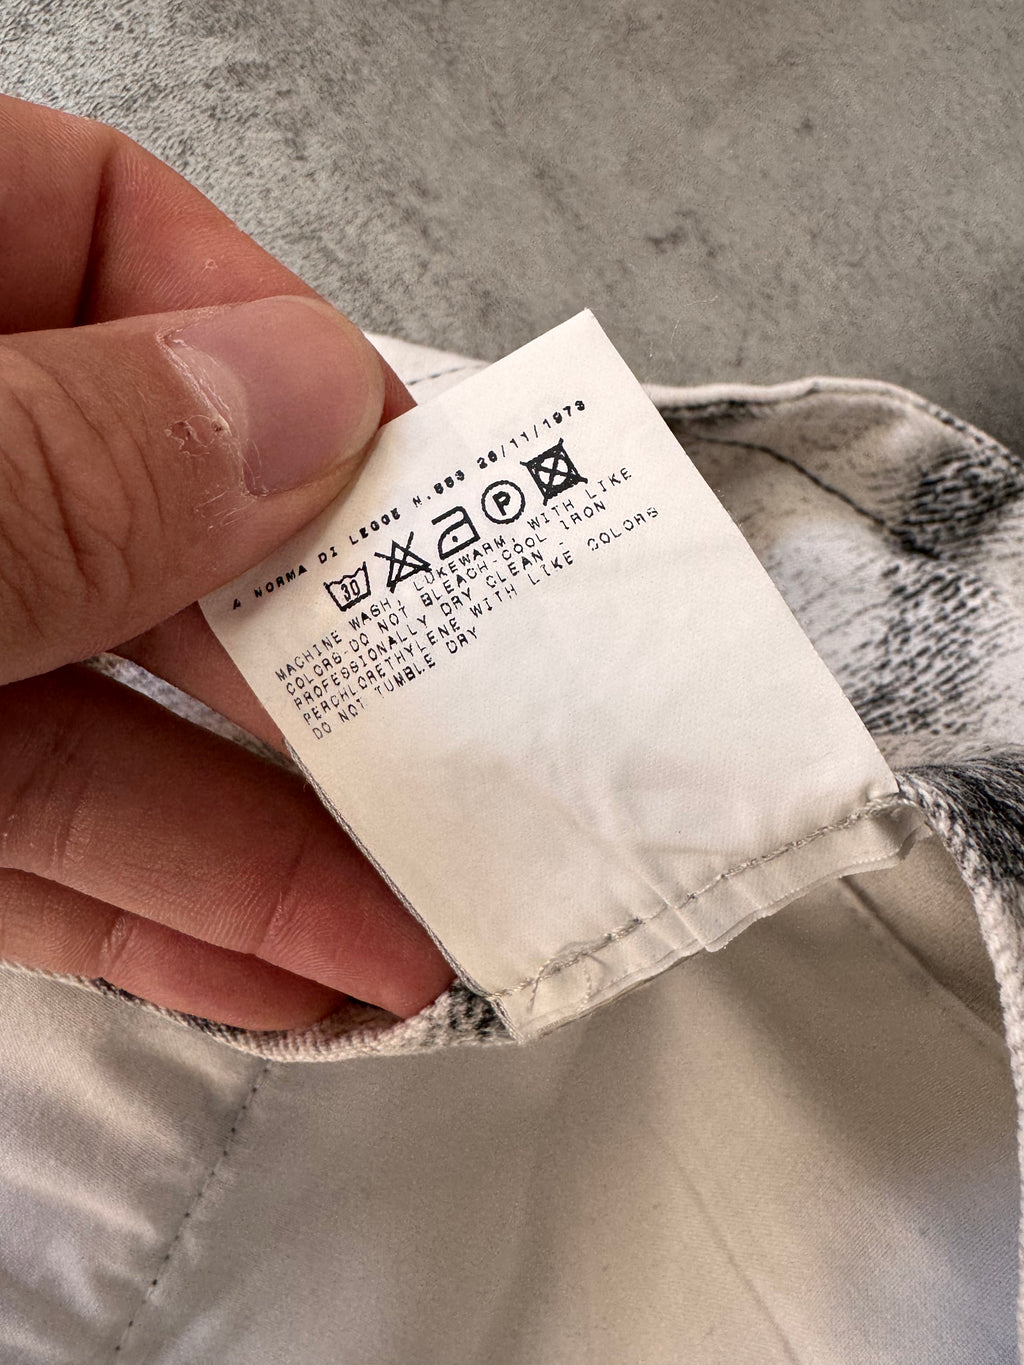 A NORMA DI LEGGE N.883 26/11/1973
30 P
MACHINE WASH, LUKEWARM, WITH LIKE
COLORS-DO NOT BLEACH-COOL IRON
PROFESSIONALLY DRY CLEAN -
PERCHLORETHYLENE WITH LIKE COLORS
DO NOT TUMBLE DRY